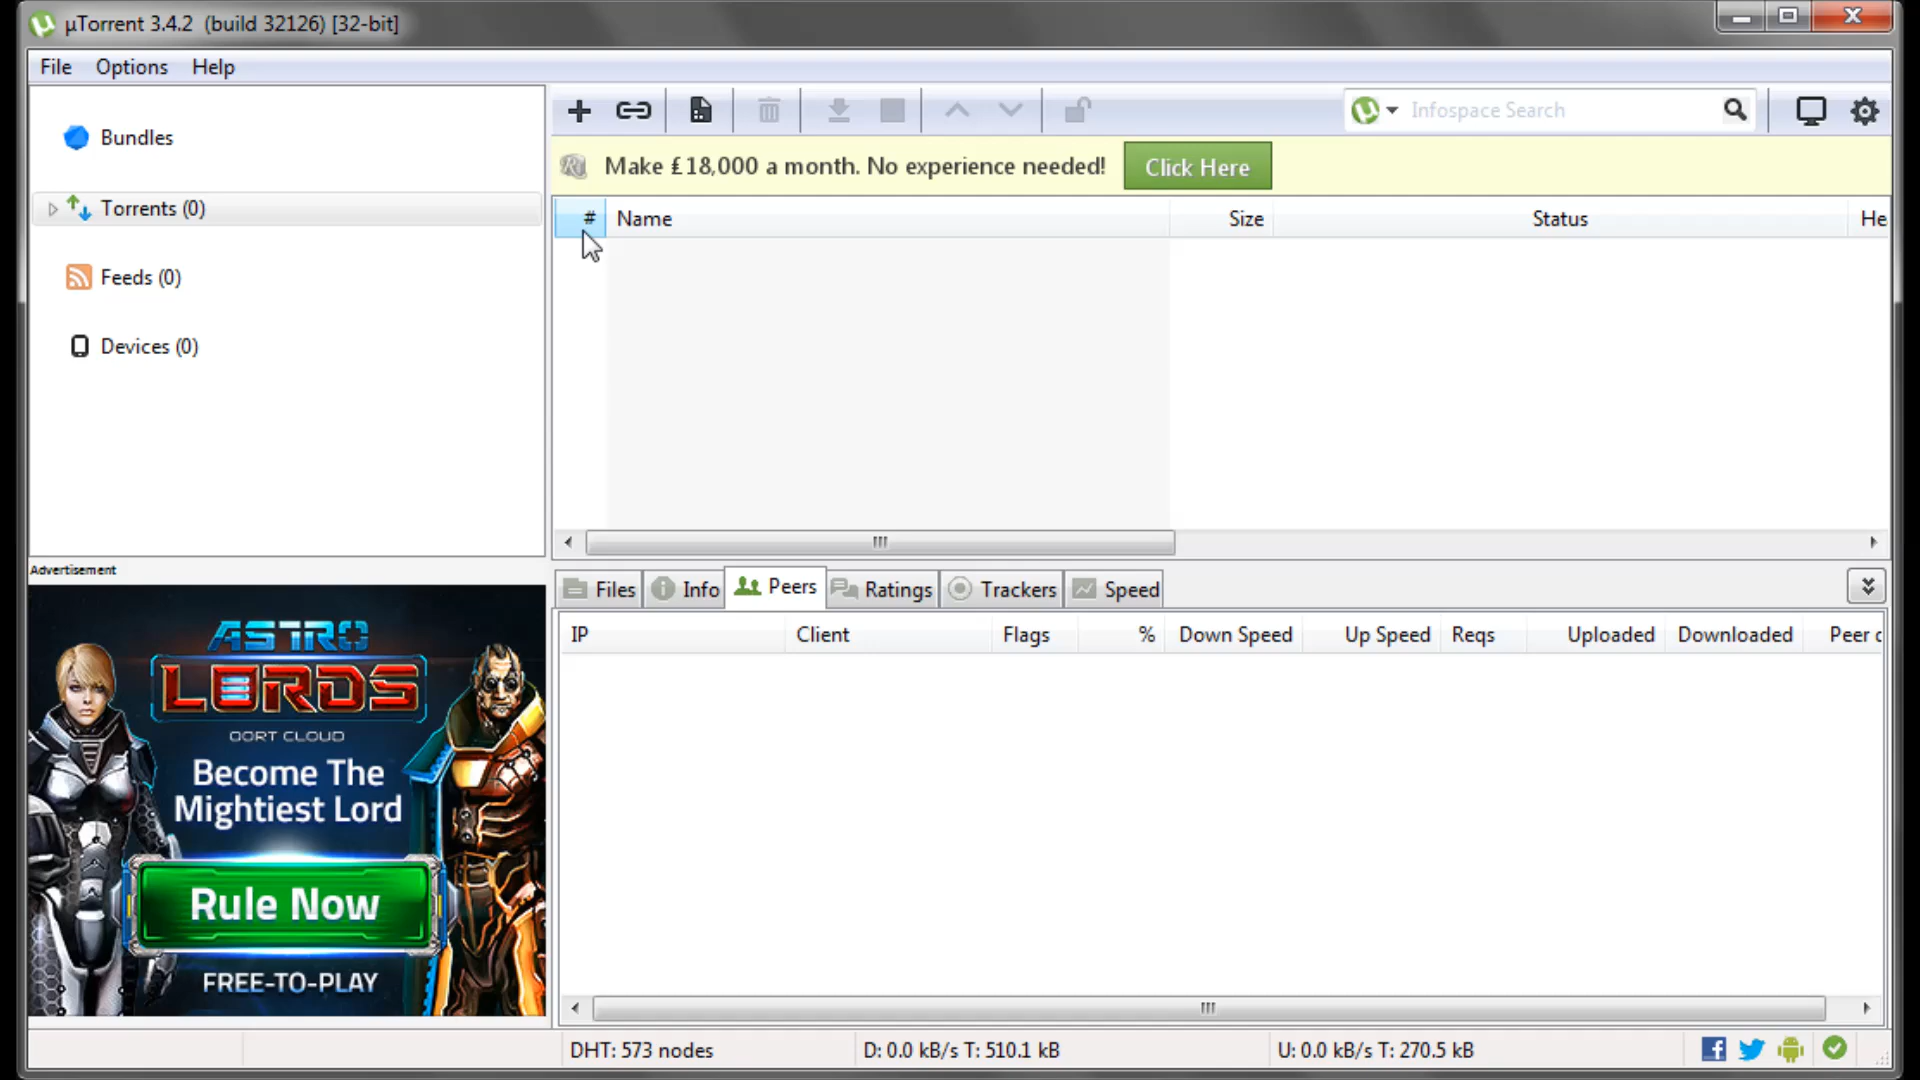 µTorrent 3.4.2 (build 32126) [32-bit]
File Options Help
Bundles
Torrents (0)
Feeds (0)
Devices (0)
Infospace Search
Make £18,000 a month. No experience needed! Click Here
# Name Size Status He
Advertisement
ASTRO
LORDS
OORT CLOUD
Become The
Mightiest Lord
Rule Now
FREE-TO-PLAY
Files Info Peers Ratings Trackers Speed
IP Client Flags % Down Speed Up Speed Reqs Uploaded Downloaded Peer c
DHT: 573 nodes D: 0.0 kB/s T: 510.1 kB U: 0.0 kB/s T: 270.5 kB